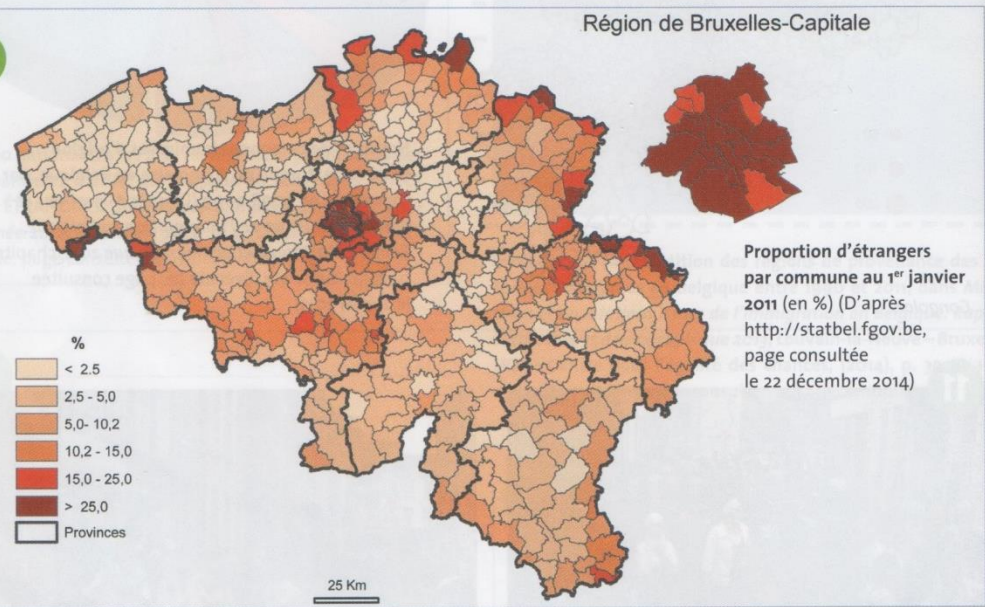 Région de Bruxelles-Capitale
Proportion d'étrangers
par commune au 1er janvier
2011 (en %) (D'après
http://statbel.fgov.be,
page consultée
le 22 décembre 2014)
%
< 2.5
2,5 - 5,0
5,0- 10,2
10,2 - 15,0
15,0 - 25,0
> 25,0
Provinces
25 Km